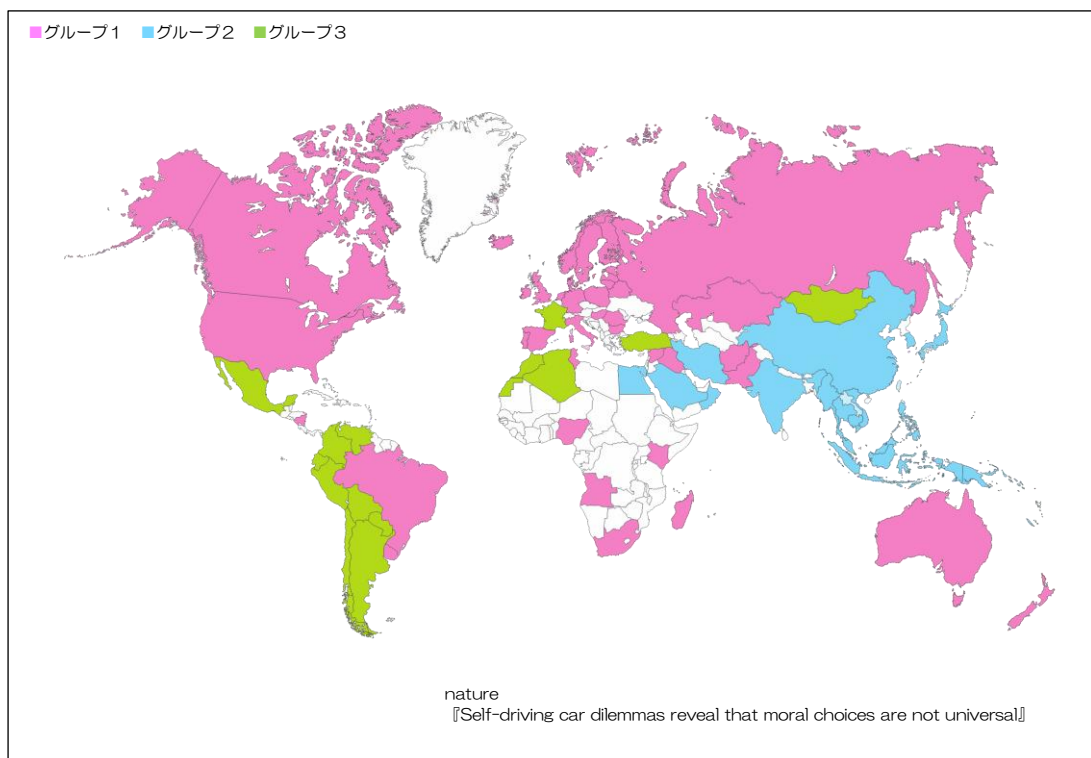 ■グループ1 ■グループ2 ■グループ3
nature
『Self-driving car dilemmas reveal that moral choices are not universal』